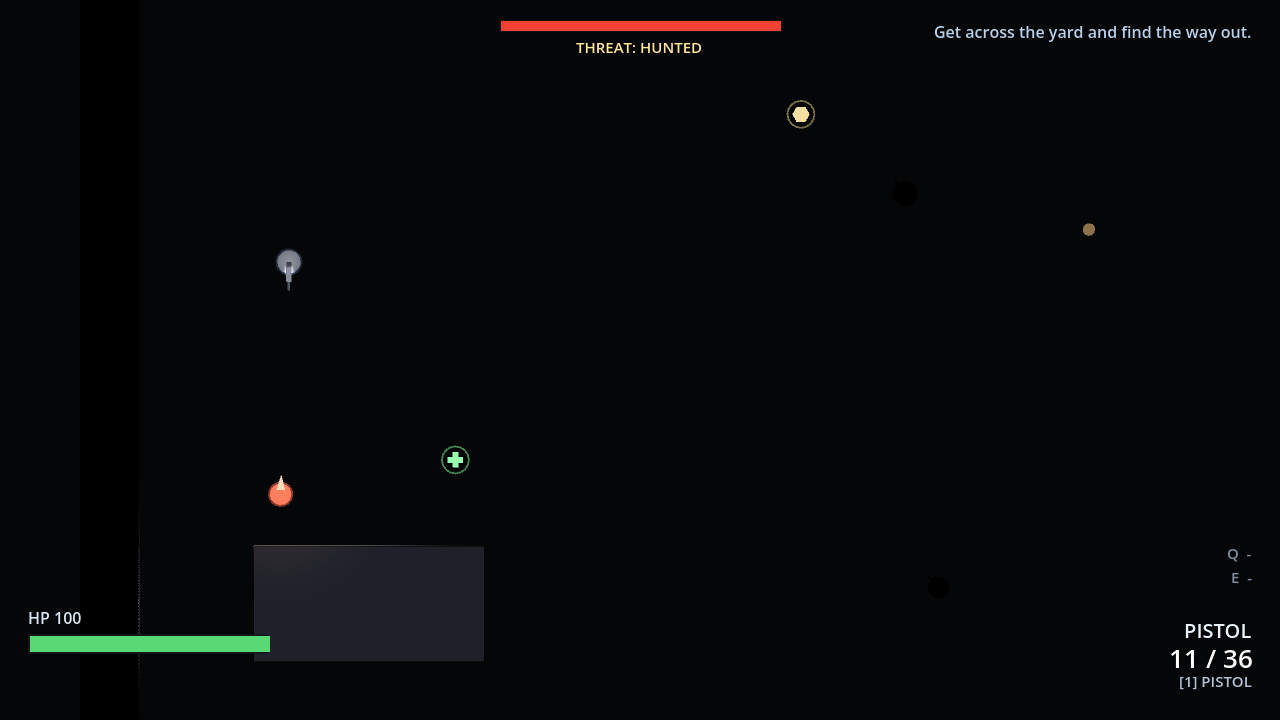 THREAT: HUNTED
Get across the yard and find the way out.
Q -
E -
HP 100
PISTOL
11 / 36
[1] PISTOL